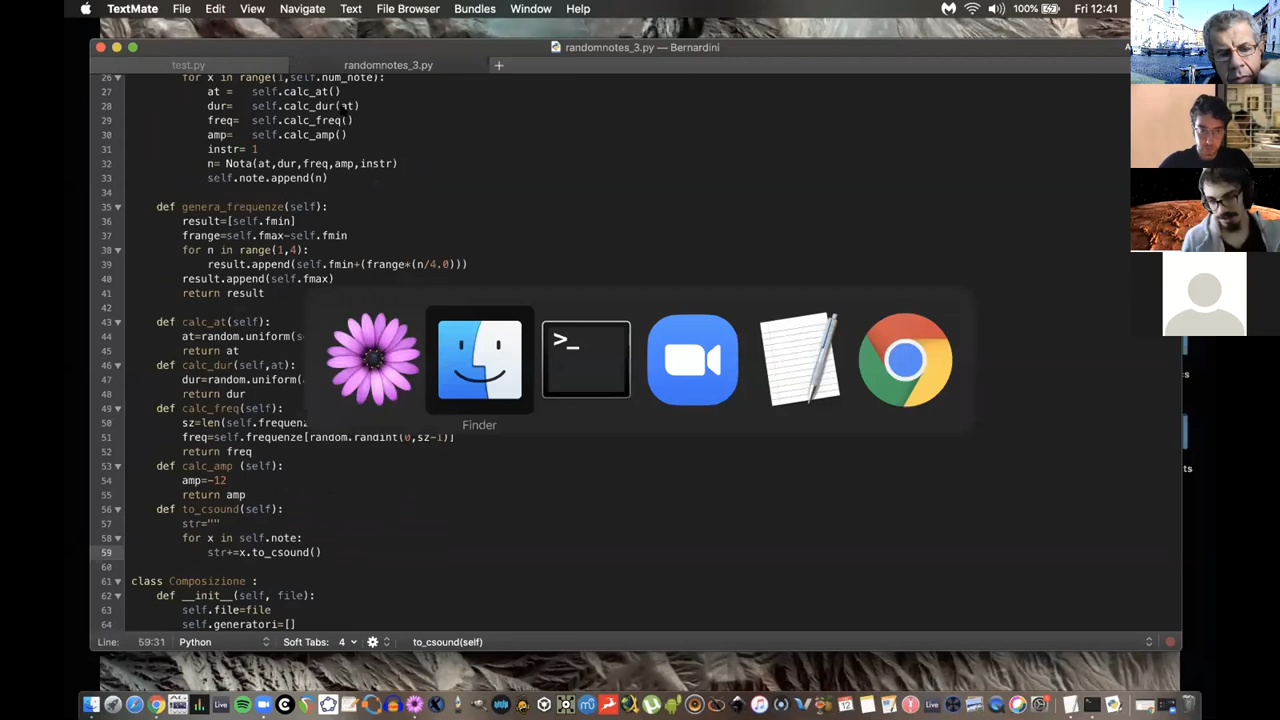 TextMate File Edit View Navigate Text File Browser Bundles Window Help 100% Fri 12:41
randomnotes_3.py — Bernardini
test.py randomnotes_3.py +
26 for x in range(1,self.num_note):
27 at = self.calc_at()
28 dur= self.calc_dur(at)
29 freq= self.calc_freq()
30 amp= self.calc_amp()
31 instr= 1
32 n= Nota(at,dur,freq,amp,instr)
33 self.note.append(n)
34
35 def genera_frequenze(self):
36 result=[self.fmin]
37 frange=self.fmax-self.fmin
38 for n in range(1,4):
39 result.append(self.fmin+(frange*(n/4.0)))
40 result.append(self.fmax)
41 return result
42
43 def calc_at(self):
44 at=random.uniform(s
45 return at
46 def calc_dur(self,at):
47 dur=random.uniform(
48 return dur
49 def calc_freq(self):
50 sz=len(self.frequenz
51 freq=self.frequenze[random.randint(0,sz-1)]
52 return freq
53 def calc_amp (self):
54 amp=-12
55 return amp
56 def to_csound(self):
57 str=""
58 for x in self.note:
59 str+=x.to_csound()
60
61 class Composizione :
62 def __init__(self, file):
63 self.file=file
64 self.generatori=[]
>_
Finder
Line: 59:31 Python Soft Tabs: 4 to_csound(self)